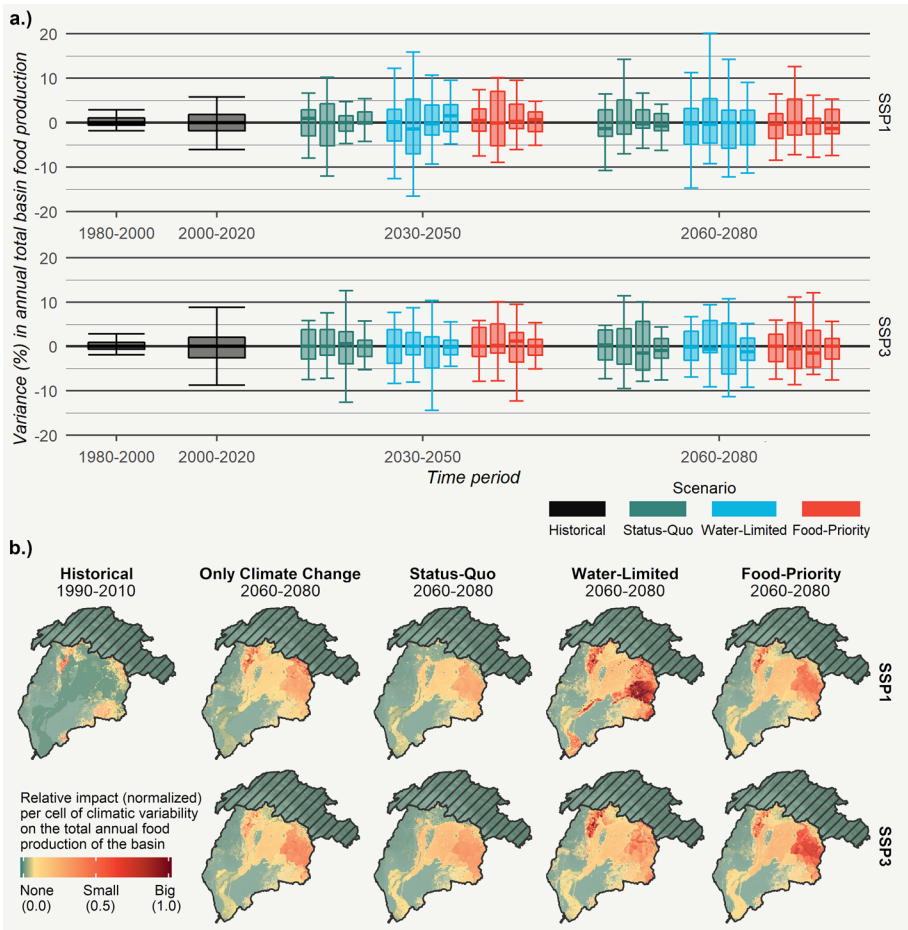 a.)
Variance (%) in annual total basin food production
20
10
0
-10
-20
SSP1
1980-2000 2000-2020 2030-2050 2060-2080
20
10
0
-10
-20
SSP3
1980-2000 2000-2020 2030-2050 2060-2080
Time period
Scenario
Historical Status-Quo Water-Limited Food-Priority
b.)
Historical Only Climate Change Status-Quo Water-Limited Food-Priority
1990-2010 2060-2080 2060-2080 2060-2080 2060-2080
SSP1
SSP3
Relative impact (normalized)
per cell of climatic variability
on the total annual food
production of the basin
None Small Big
(0.0) (0.5) (1.0)